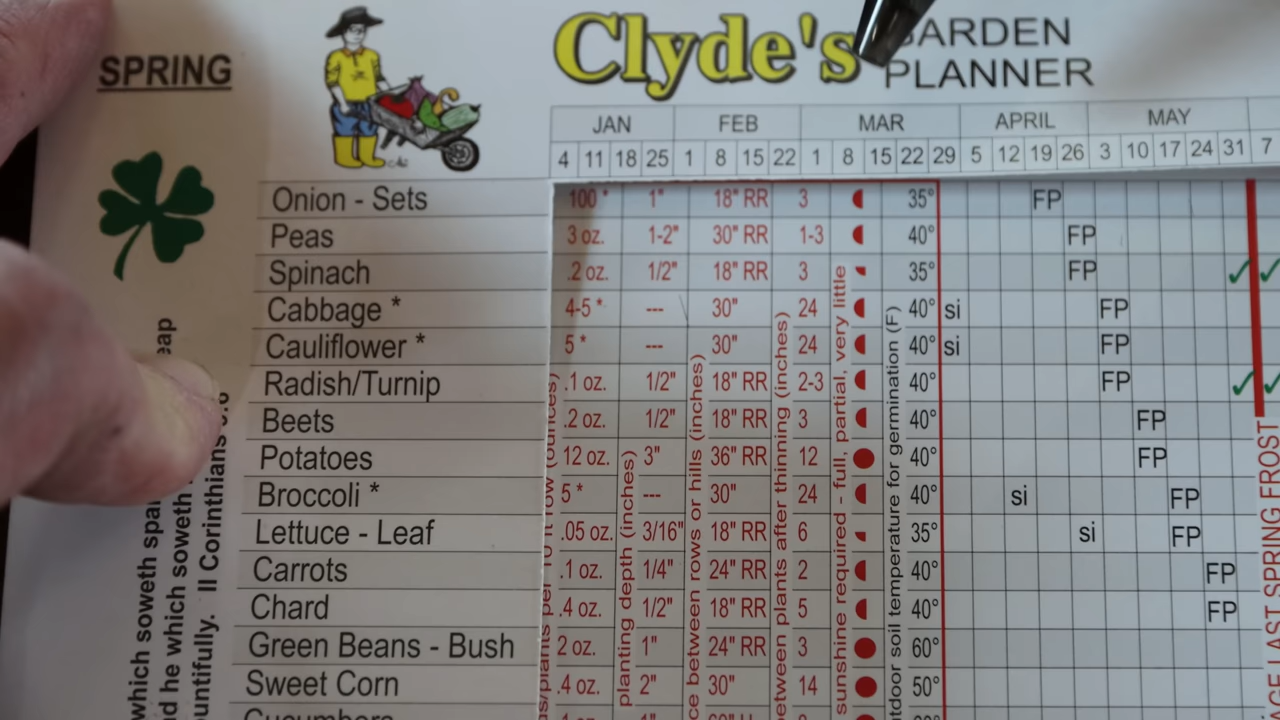 SPRING
Clyde's
GARDEN
PLANNER
JAN FEB MAR APRIL MAY
4 11 18 25 1 8 15 22 1 8 15 22 29 5 12 19 26 3 10 17 24 31 7
Onion - Sets 100 * 1" 18" RR 3 35° FP
Peas 3 oz. 1-2" 30" RR 1-3 40° FP
Spinach .2 oz. 1/2" 18" RR 3 35° FP ✓ ✓
Cabbage * 4-5 * --- 30" 24 40° si FP
Cauliflower * 5 * --- 30" 24 40° si FP
Radish/Turnip .1 oz. 1/2" 18" RR 2-3 40° FP ✓ ✓
Beets .2 oz. 1/2" 18" RR 3 40° FP
Potatoes 12 oz. 3" 36" RR 12 40° FP
Broccoli * 5 * --- 30" 24 40° si FP
Lettuce - Leaf .05 oz. 3/16" 18" RR 6 35° si FP
Carrots .1 oz. 1/4" 24" RR 2 40° FP
Chard .4 oz. 1/2" 18" RR 5 40° FP
Green Beans - Bush 2 oz. 1" 24" RR 3 60°
Sweet Corn .4 oz. 2" 30" 14 50°
which soweth
he which soweth
II Corinthians
row (ounces)
planting depth (inches)
between rows or hills (inches)
between plants after thinning (inches)
sunshine required - full, partial, very little
soil temperature for germination (F)
LAST SPRING FROST